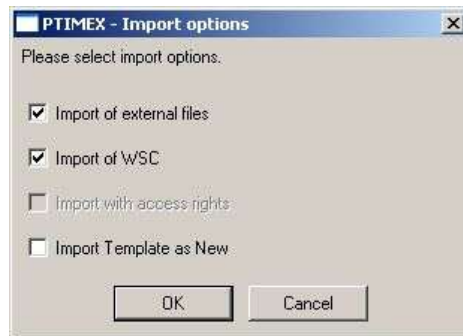 PTIMEX - Import options
Please select import options.
Import of external files
Import of WSC
Import with access rights
Import Template as New
OK
Cancel